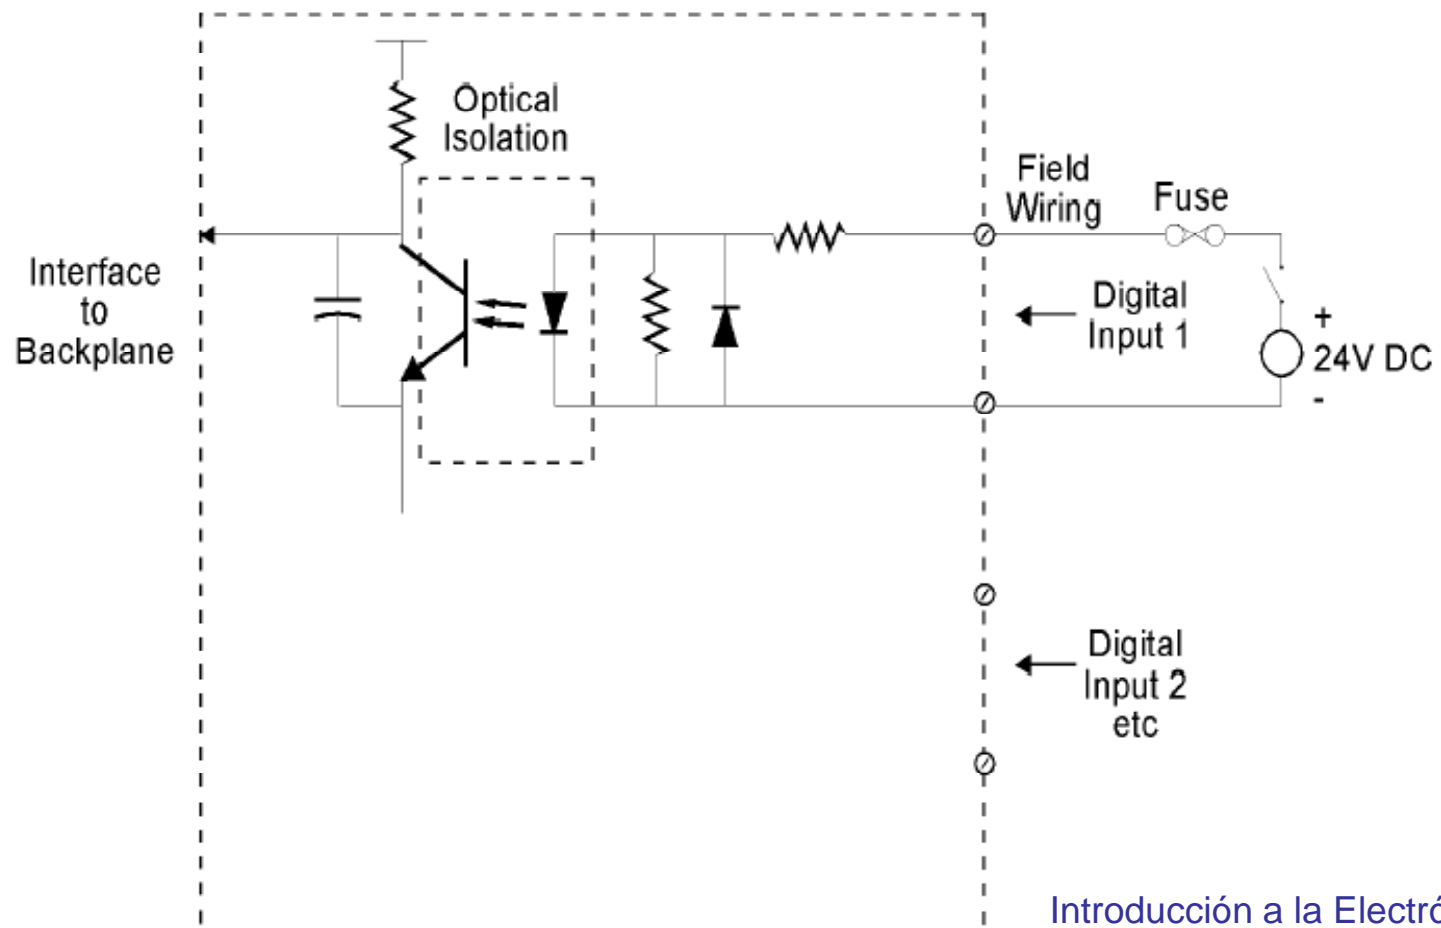 Optical
Isolation
Field
Wiring
Fuse
Interface
to
Backplane
Digital
Input 1
+
24V DC
-
Digital
Input 2
etc
Introducción a la Electró